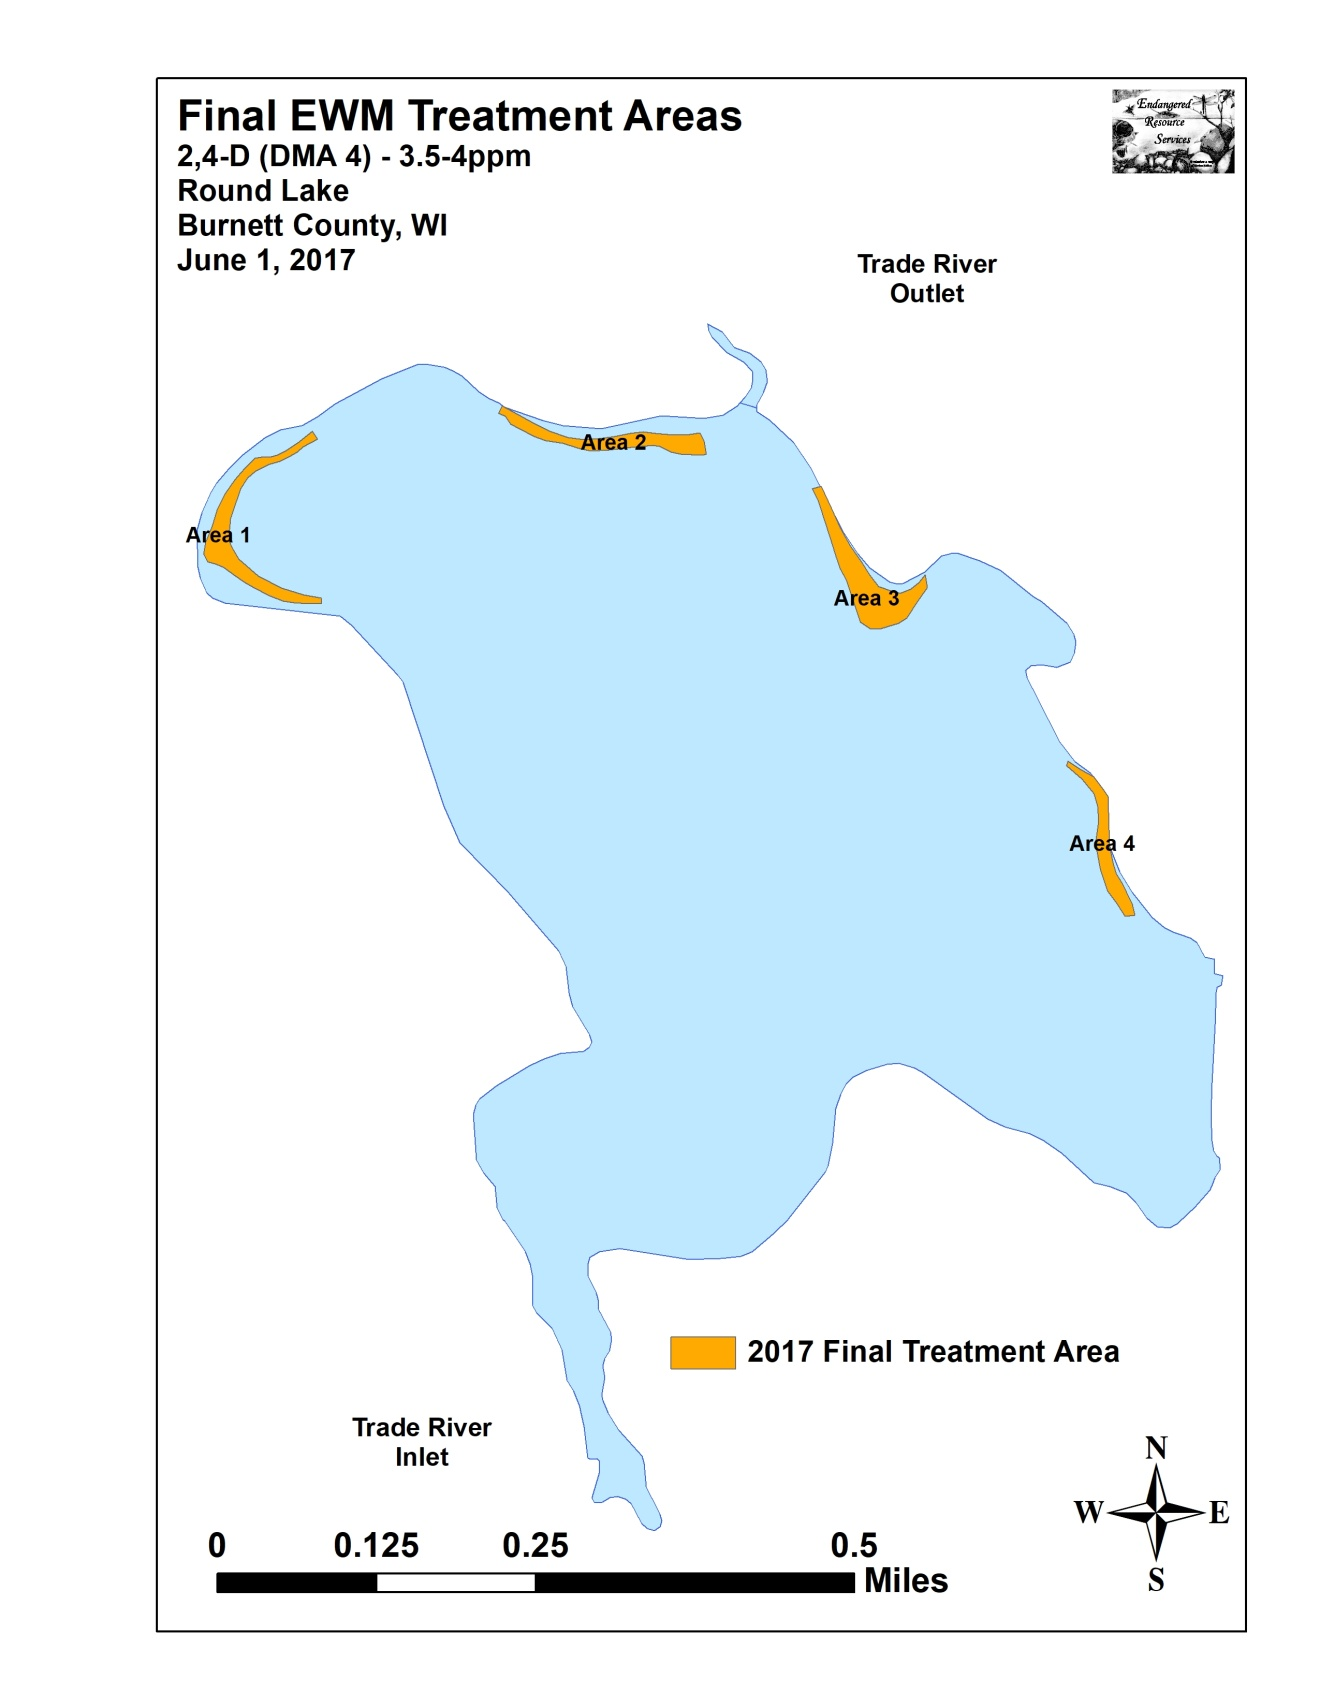 Final EWM Treatment Areas
2,4-D (DMA 4) - 3.5-4ppm
Round Lake
Burnett County, WI
June 1, 2017
Endangered
Resource
Services
Trade River
Outlet
Area 2
Area 1
Area 3
Area 4
2017 Final Treatment Area
Trade River
Inlet
N
W E
S
0 0.125 0.25 0.5
Miles